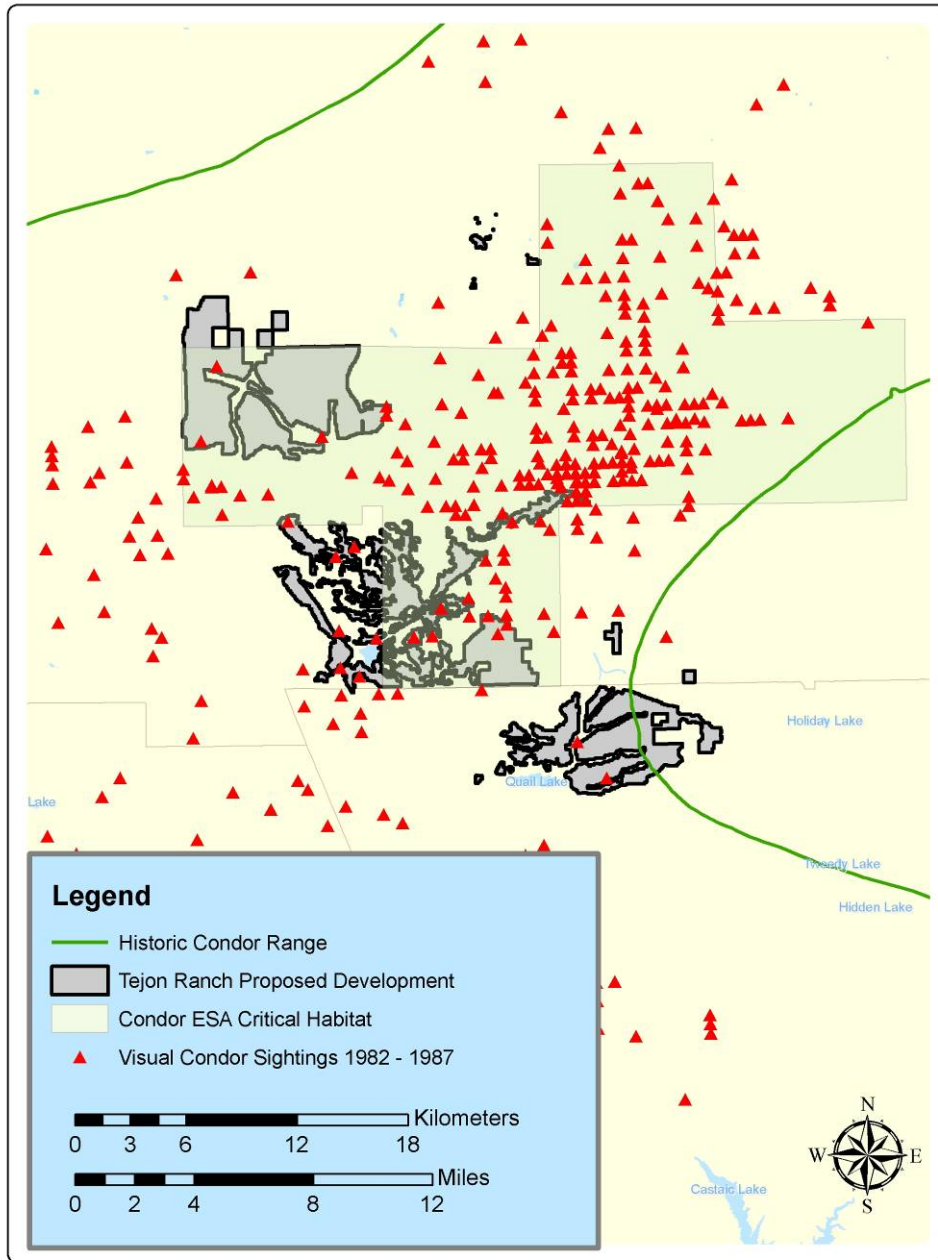 Holiday Lake
Quail Lake
Lake
Tweedy Lake
Hidden Lake
Legend
Historic Condor Range
Tejon Ranch Proposed Development
Condor ESA Critical Habitat
Visual Condor Sightings 1982 - 1987
Kilometers
0 3 6 12 18
Miles
0 2 4 8 12
N
W E
S
Castaic Lake